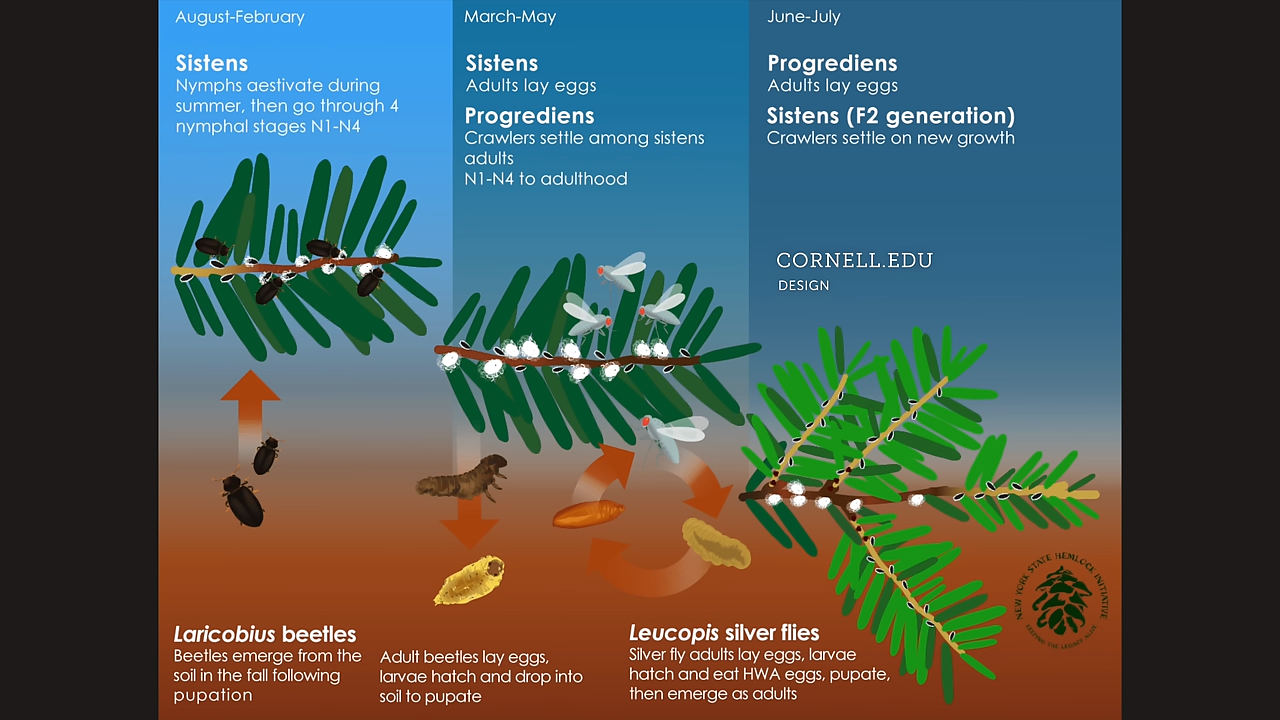 August-February
Sistens
Nymphs aestivate during
summer, then go through 4
nymphal stages N1-N4
March-May
Sistens
Adults lay eggs
Progrediens
Crawlers settle among sistens
adults
N1-N4 to adulthood
June-July
Progrediens
Adults lay eggs
Sistens (F2 generation)
Crawlers settle on new growth
CORNELL.EDU
DESIGN
Laricobius beetles
Beetles emerge from the
soil in the fall following
pupation
Adult beetles lay eggs,
larvae hatch and drop into
soil to pupate
Leucopis silver flies
Silver fly adults lay eggs, larvae
hatch and eat HWA eggs, pupate,
then emerge as adults
NEW YORK STATE HEMLOCK INITIATIVE
KEEPING THE LEGACY ALIVE